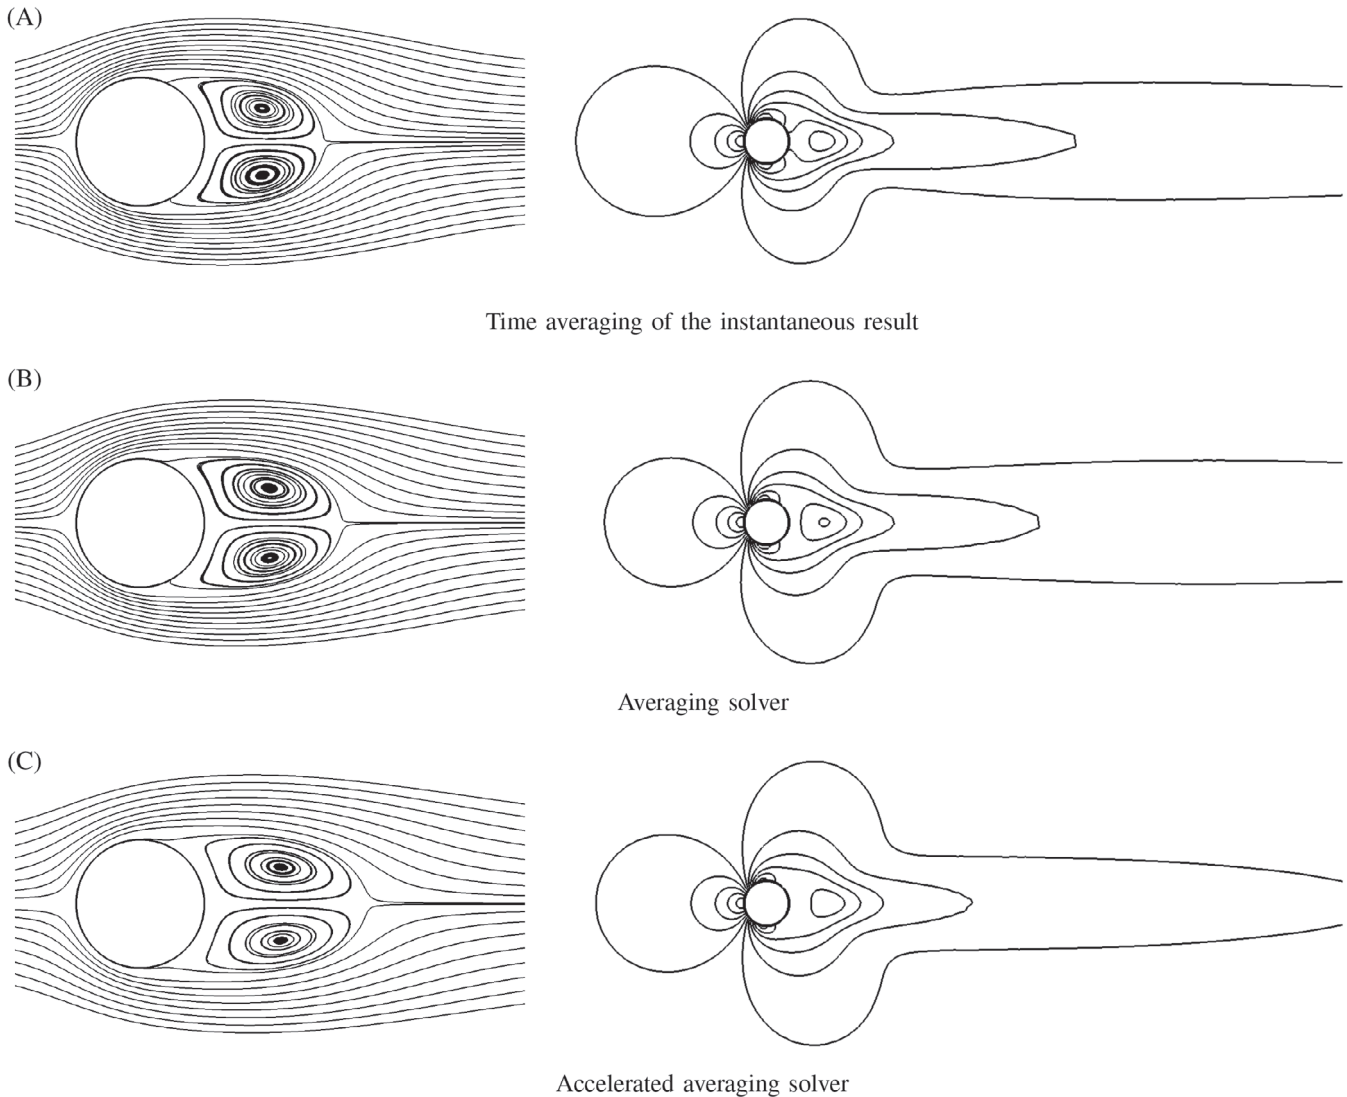 (A)
Time averaging of the instantaneous result
(B)
Averaging solver
(C)
Accelerated averaging solver